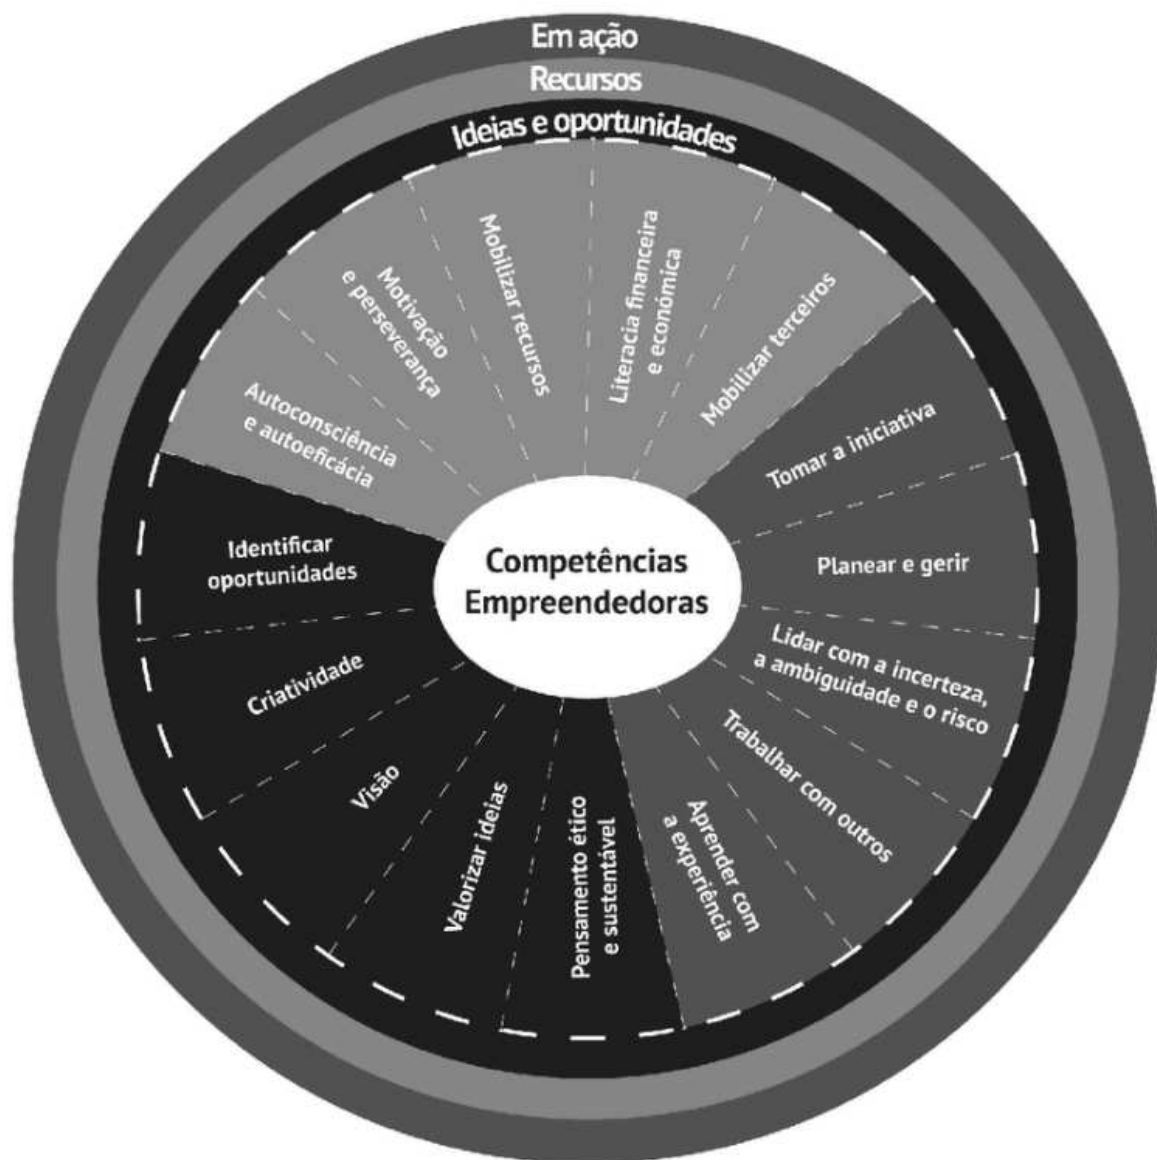 Em ação
Recursos
Ideias e oportunidades
Autoconsciência
e autoeficácia
Motivação
e perseverança
Mobilizar recursos
Literacia financeira
e económica
Mobilizar terceiros
Tomar a iniciativa
Planear e gerir
Lidar com a incerteza,
a ambiguidade e o risco
Trabalhar com outros
Aprender com
a experiência
Pensamento ético
e sustentável
Valorizar ideias
Visão
Criatividade
Identificar
oportunidades
Competências
Empreendedoras